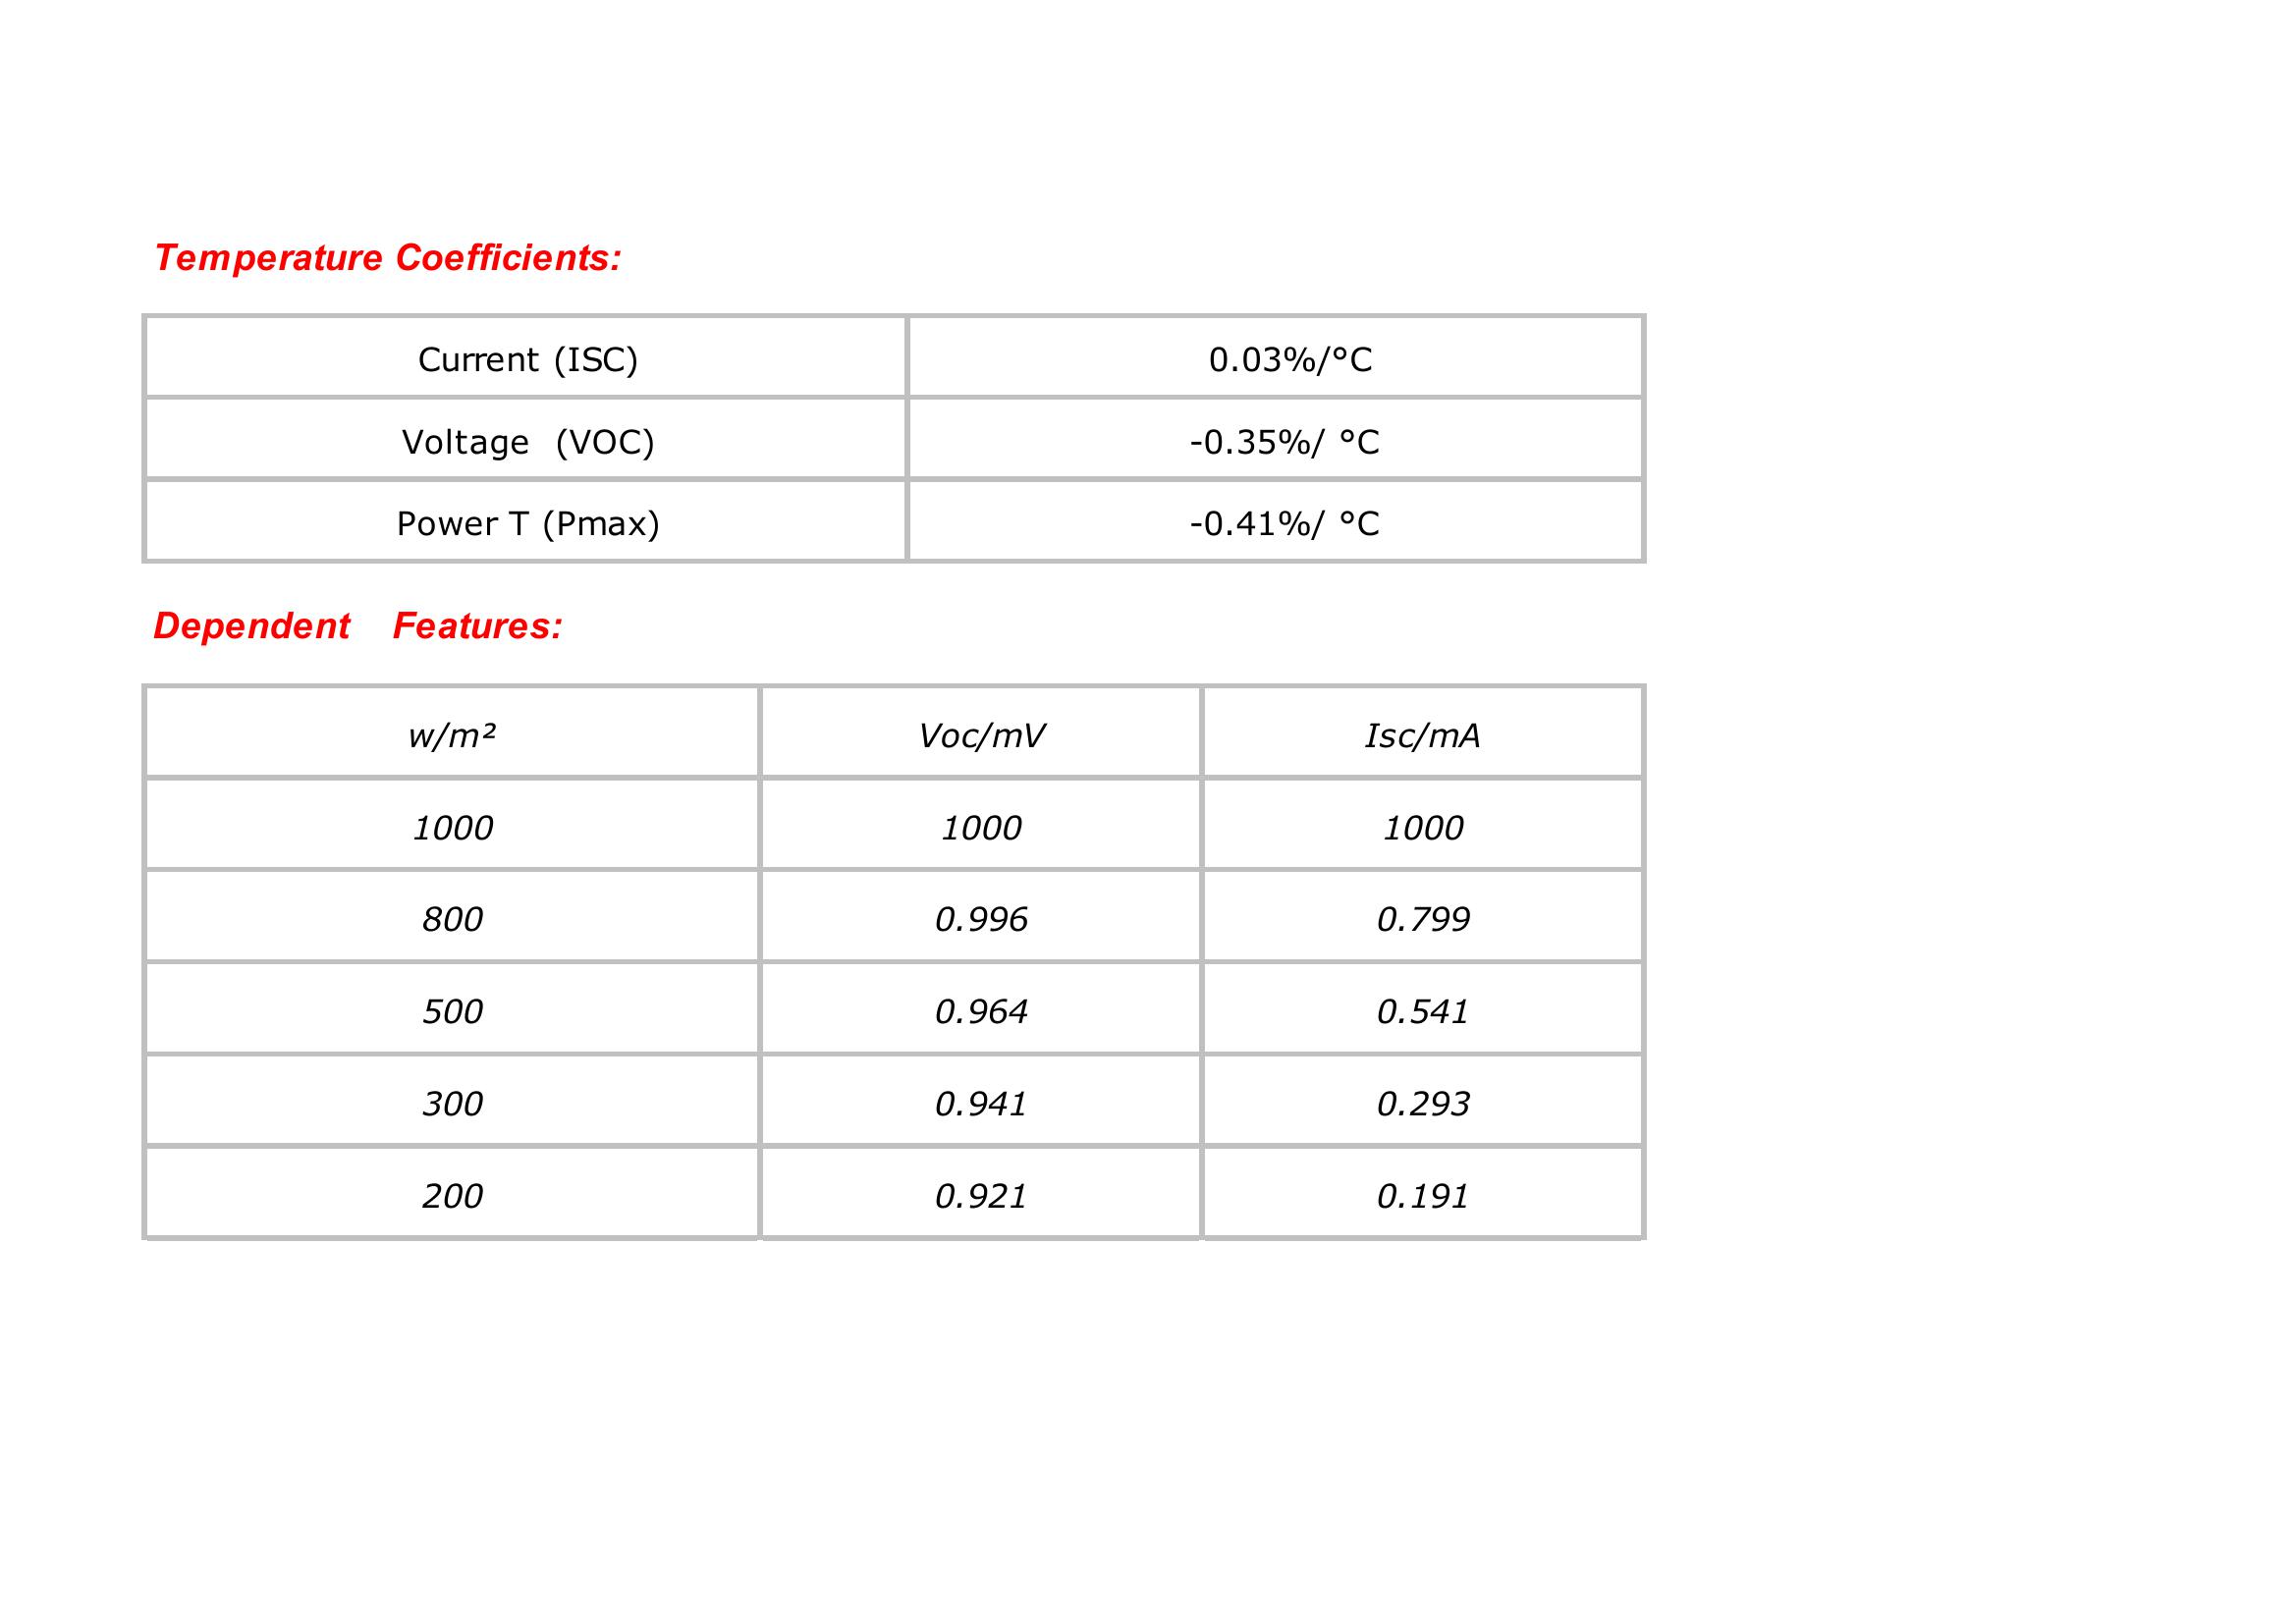 Temperature Coefficients:
Current (ISC) 0.03%/°C
Voltage (VOC) -0.35%/ °C
Power T (Pmax) -0.41%/ °C
Dependent Features:
w/m² Voc/mV Isc/mA
1000 1000 1000
800 0.996 0.799
500 0.964 0.541
300 0.941 0.293
200 0.921 0.191